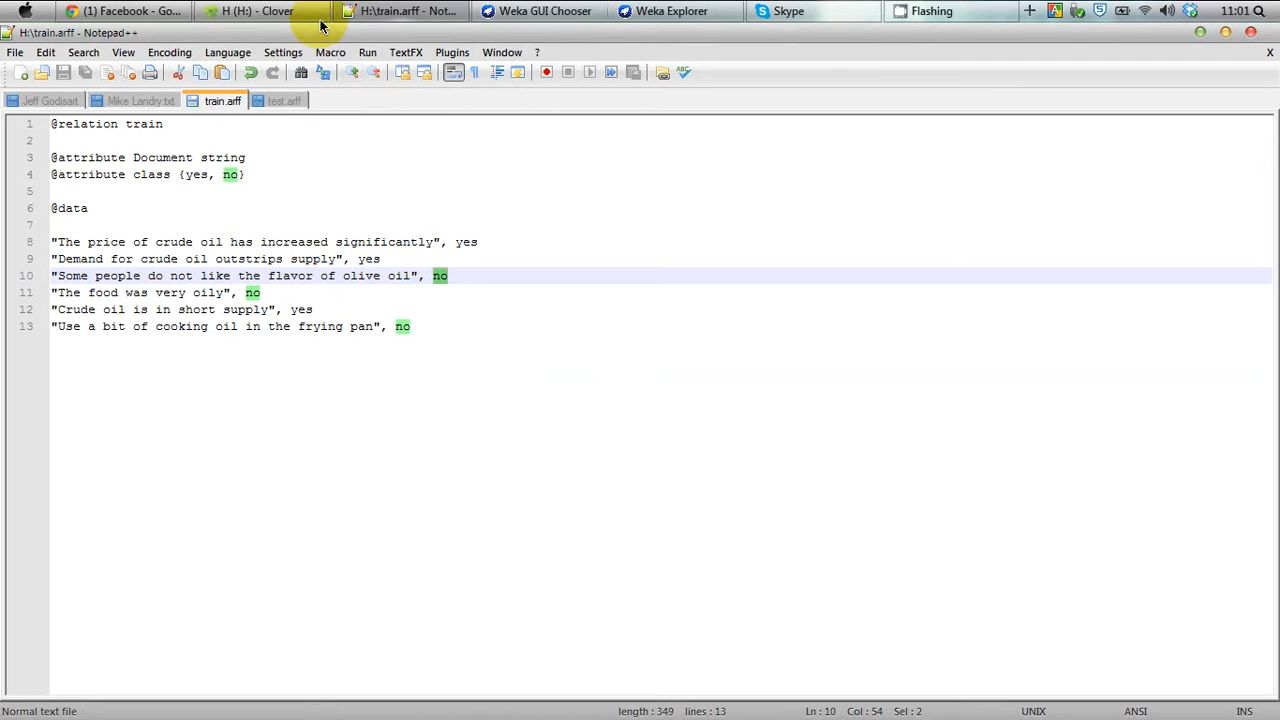 (1) Facebook - Go... H (H:) - Clover H:\train.arff - Not... Weka GUI Chooser Weka Explorer Skype Flashing 11:01
H:\train.arff - Notepad++
File Edit Search View Encoding Language Settings Macro Run TextFX Plugins Window ? X
Jeff Godisart Mike Landry.txt train.arff test.arff
1 @relation train
2
3 @attribute Document string
4 @attribute class {yes, no}
5
6 @data
7
8 "The price of crude oil has increased significantly", yes
9 "Demand for crude oil outstrips supply", yes
10 "Some people do not like the flavor of olive oil", no
11 "The food was very oily", no
12 "Crude oil is in short supply", yes
13 "Use a bit of cooking oil in the frying pan", no
Normal text file length : 349 lines : 13 Ln : 10 Col : 54 Sel : 2 UNIX ANSI INS